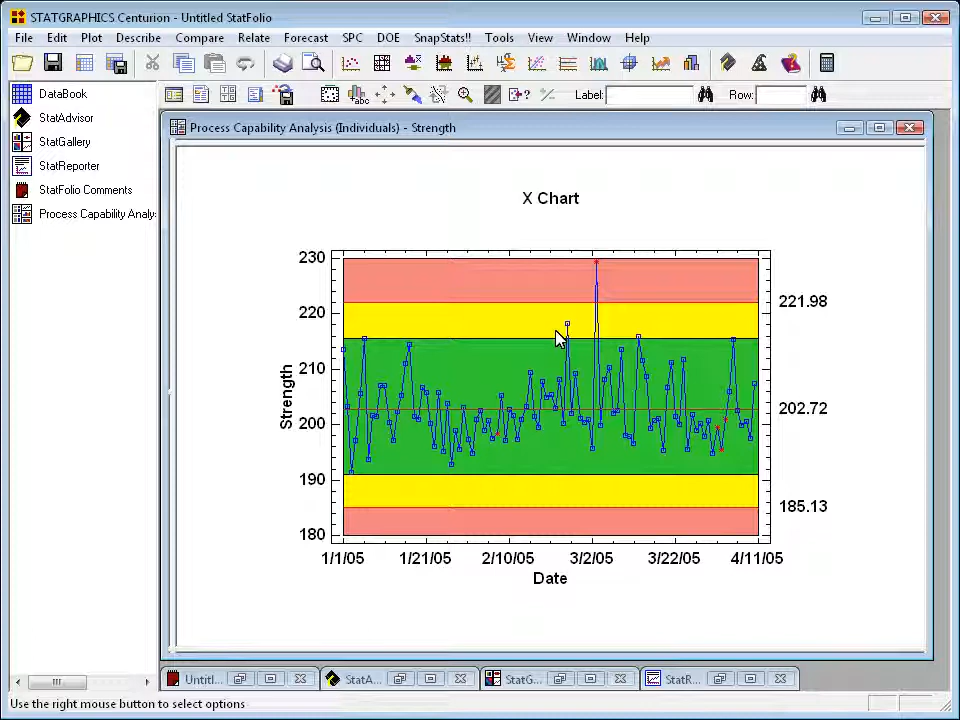 STATGRAPHICS Centurion - Untitled StatFolio
File Edit Plot Describe Compare Relate Forecast SPC DOE SnapStats!! Tools View Window Help
Label: Row:
DataBook
StatAdvisor
StatGallery
StatReporter
StatFolio Comments
Process Capability Analy:
Process Capability Analysis (Individuals) - Strength
X Chart
230
220
210
200
190
180
Strength
221.98
202.72
185.13
1/1/05 1/21/05 2/10/05 3/2/05 3/22/05 4/11/05
Date
Untitl... StatA... StatG... StatR...
Use the right mouse button to select options